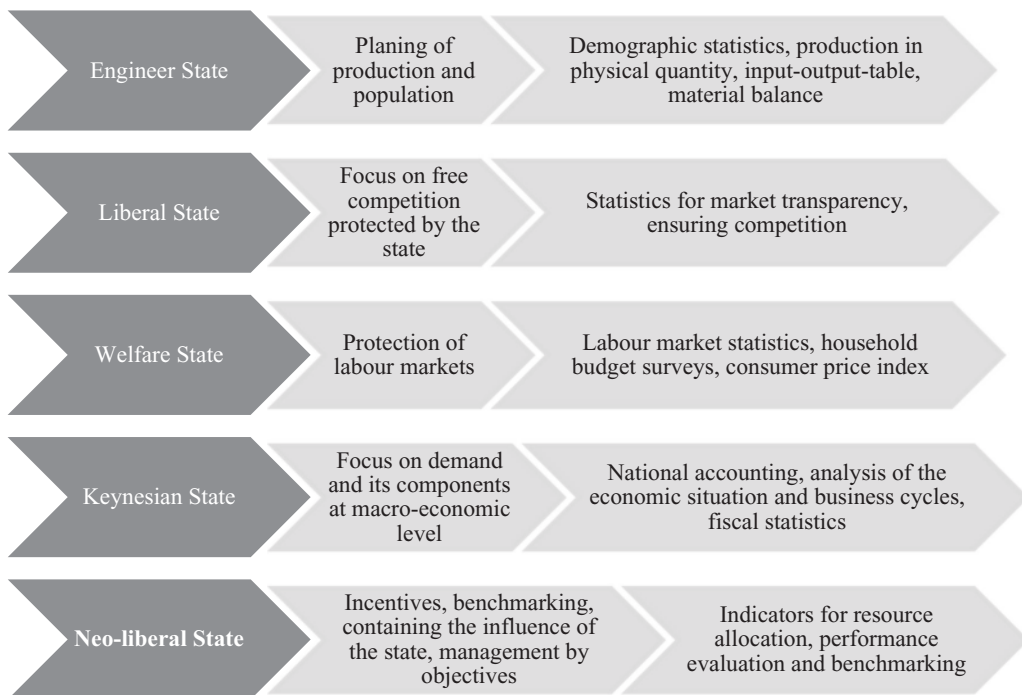 Engineer State
Planing of
production and
population
Demographic statistics, production in
physical quantity, input-output-table,
material balance
Liberal State
Focus on free
competition
protected by the
state
Statistics for market transparency,
ensuring competition
Welfare State
Protection of
labour markets
Labour market statistics, household
budget surveys, consumer price index
Keynesian State
Focus on demand
and its components
at macro-economic
level
National accounting, analysis of the
economic situation and business cycles,
fiscal statistics
Neo-liberal State
Incentives, benchmarking,
containing the influence of
the state, management by
objectives
Indicators for resource
allocation, performance
evaluation and benchmarking